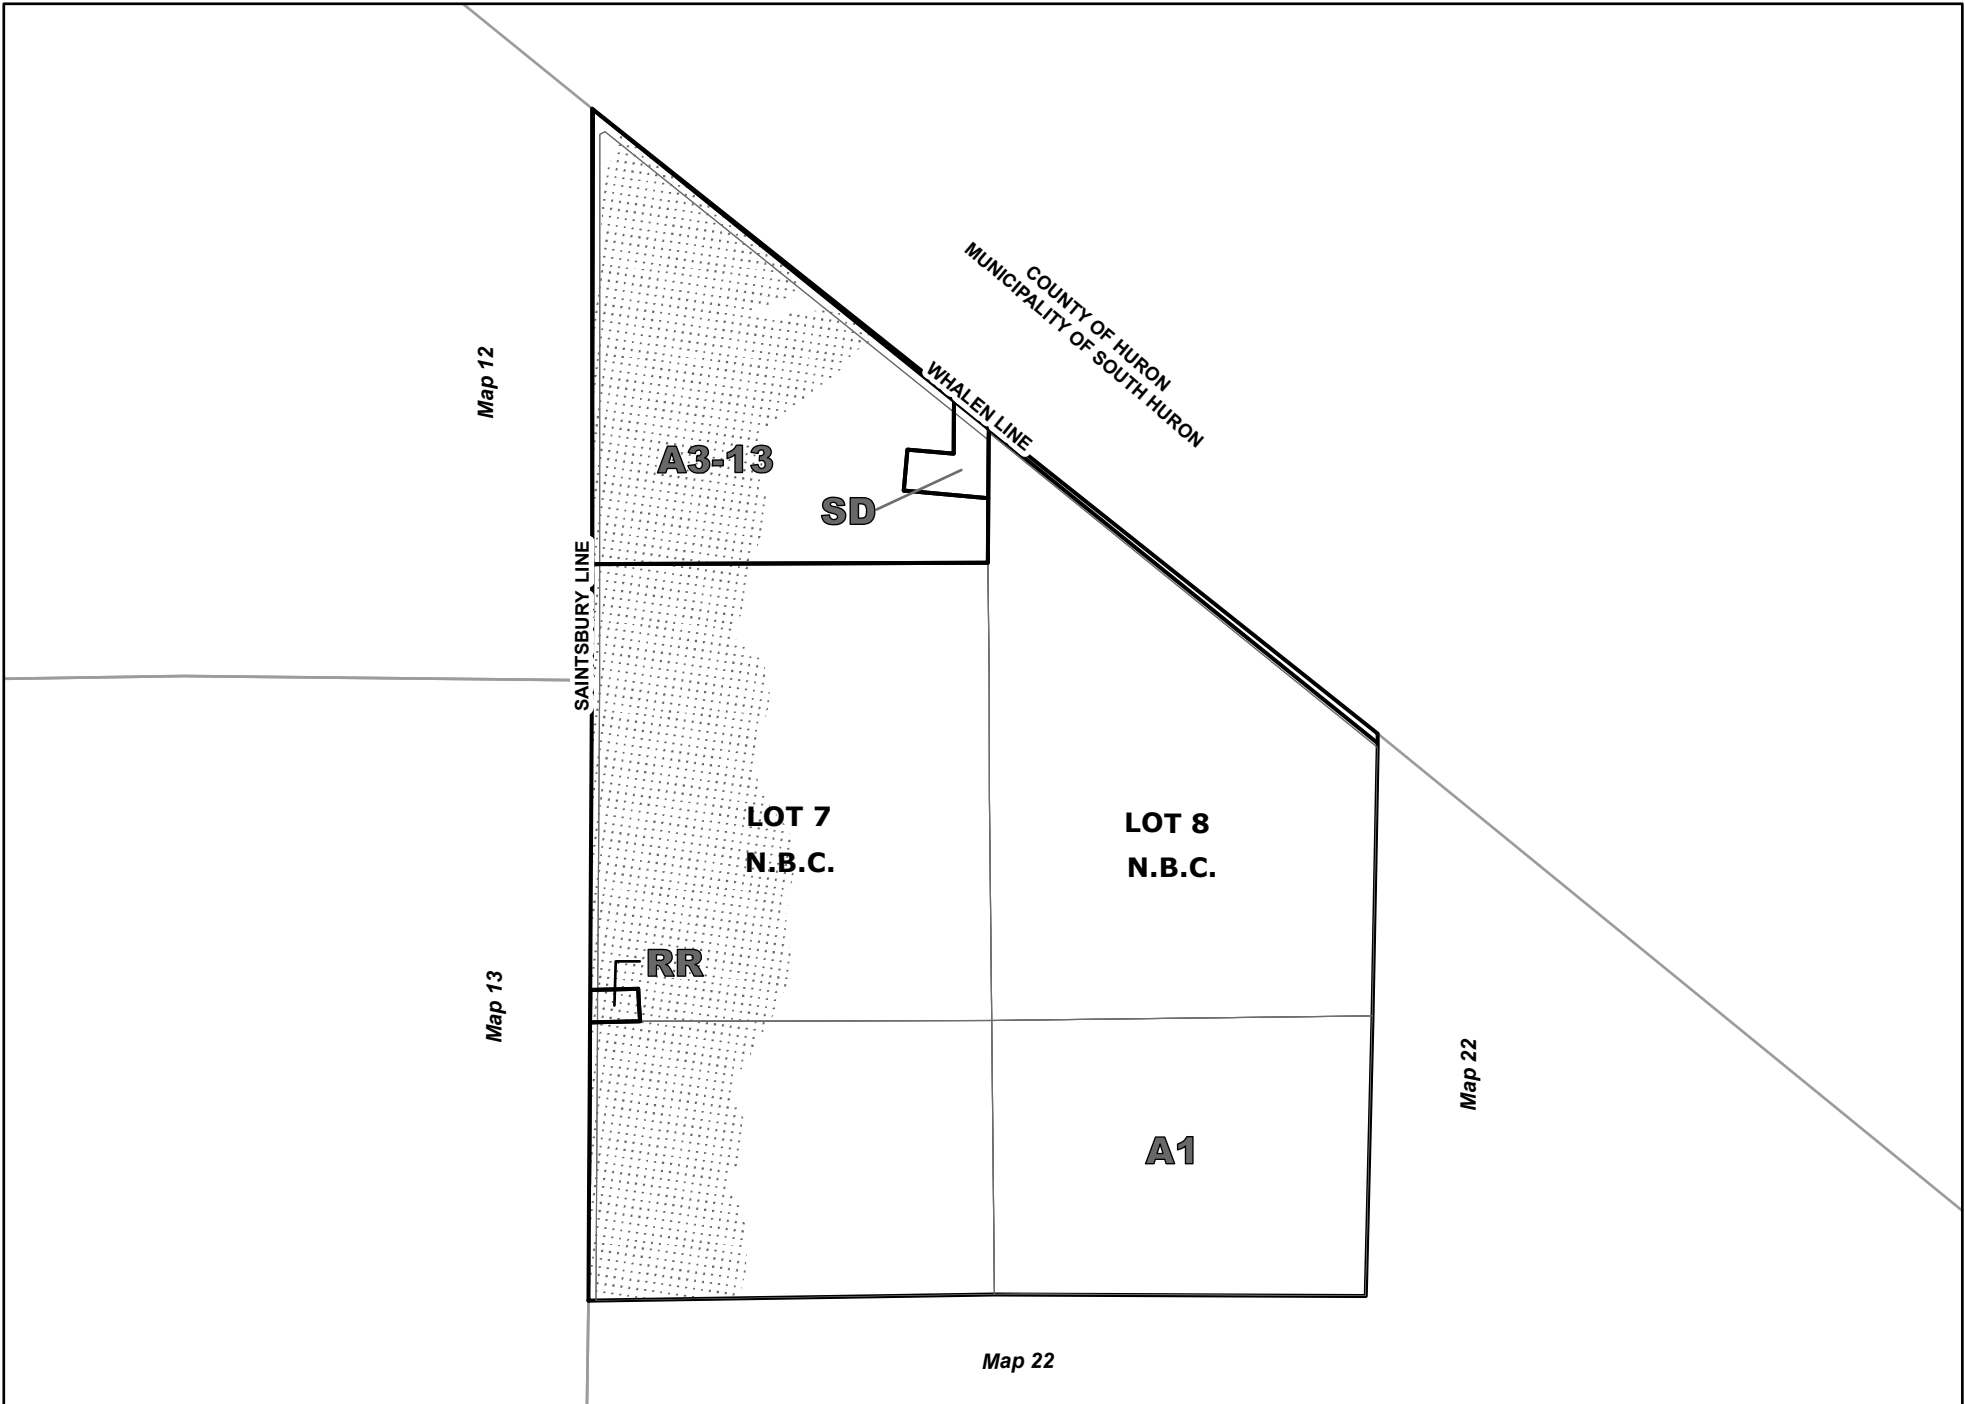 COUNTY OF HURON
MUNICIPALITY OF SOUTH HURON
WHALEN LINE
Map 12
A3-13
SD
SAINTSBURY LINE
LOT 7
N.B.C.
LOT 8
N.B.C.
RR
Map 13
Map 22
A1
Map 22